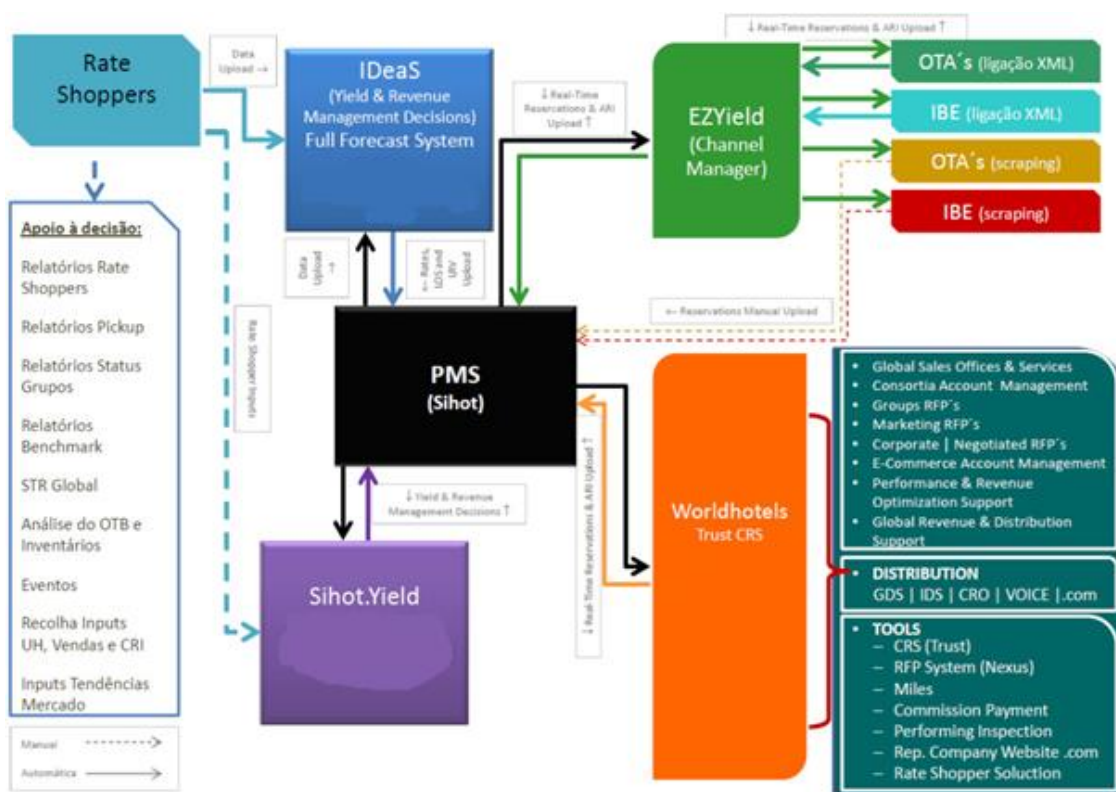 Rate
Shoppers
Data
Upload →
IDeaS
(Yield & Revenue
Management Decisions)
Full Forecast System
↓Real-Time
Reservations & ARI
Upload ↑
EZYield
(Channel
Manager)
↓ Real-Time Reservations & ARI Upload ↑
OTA´s (ligação XML)
IBE (ligação XML)
OTA´s (scraping)
IBE (scraping)
Apoio à decisão:
Relatórios Rate
Shoppers
Relatórios Pickup
Relatórios Status
Grupos
Relatórios
Benchmark
STR Global
Análise do OTB e
Inventários
Eventos
Recolha Inputs
UH, Vendas e CRI
Inputs Tendências
Mercado
Manual
Automática
Rate Shopper Inputs
Data
Upload →
← Rates,
LOS and
UIV
Upload
← Reservations Manual Upload
PMS
(Sihot)
↓ Yield & Revenue
Management Decisions ↑
Sihot.Yield
↓ Real-Time Reservations & ARI Upload ↑
Worldhotels
Trust CRS
• Global Sales Offices & Services
• Consortia Account Management
• Groups RFP´s
• Marketing RFP´s
• Corporate | Negotiated RFP´s
• E-Commerce Account Management
• Performance & Revenue
Optimization Support
• Global Revenue & Distribution
Support
• DISTRIBUTION
GDS | IDS | CRO | VOICE |.com
• TOOLS
– CRS (Trust)
– RFP System (Nexus)
– Miles
– Commission Payment
– Performing Inspection
– Rep. Company Website .com
– Rate Shopper Soluction